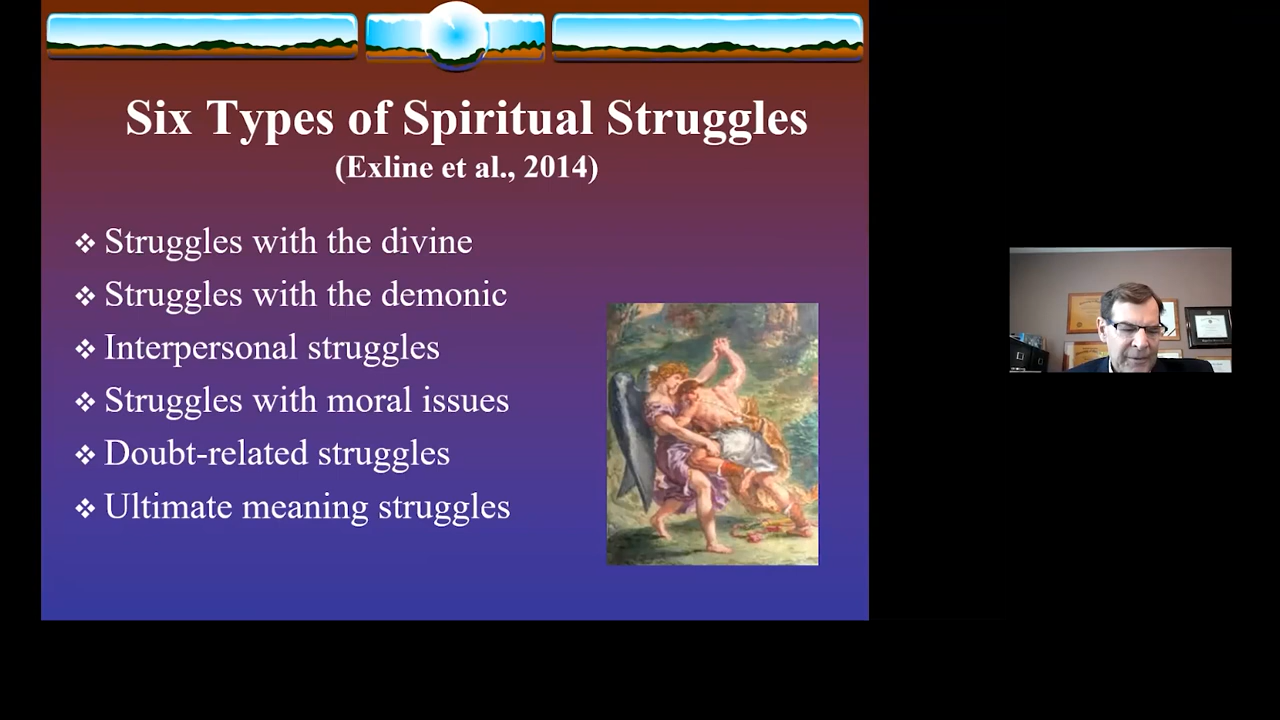 Six Types of Spiritual Struggles
(Exline et al., 2014)
❖ Struggles with the divine
❖ Struggles with the demonic
❖ Interpersonal struggles
❖ Struggles with moral issues
❖ Doubt-related struggles
❖ Ultimate meaning struggles